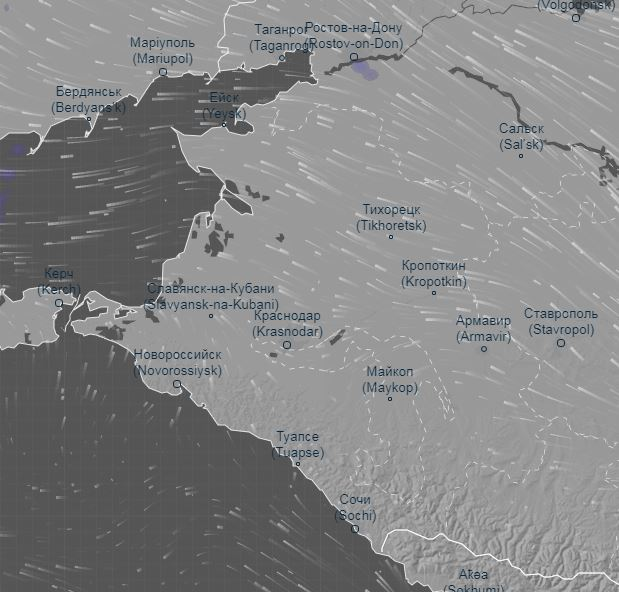 (Volgodonsk)
Таганрог
(Taganrog)
Ростов-на-Дону
(Rostov-on-Don)
Маріуполь
(Mariupol)
Бердянськ
(Berdyans'k)
Ейск
(Yeysk)
Сальск
(Sal'sk)
Тихорецк
(Tikhoretsk)
Керч
(Kerch)
Кропоткин
(Kropotkin)
Славянск-на-Кубани
(Slavyansk-na-Kubani)
Краснодар
(Krasnodar)
Армавир
(Armavir)
Ставрополь
(Stavropol)
Новороссийск
(Novorossiysk)
Майкоп
(Maykop)
Туапсе
(Tuapse)
Сочи
(Sochi)
Аҟәа
(Sokhumi)